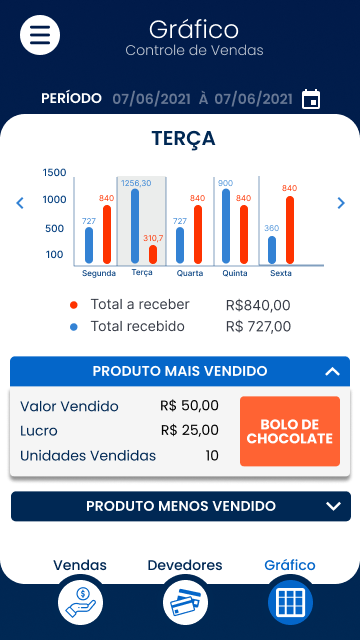 Gráfico
Controle de Vendas
PERÍODO 07/06/2021 À 07/06/2021
TERÇA
1500
1000
500
100
727 840
1256,30 310,7
727 840
900 840
360 840
Segunda Terça Quarta Quinta Sexta
Total a receber R$840,00
Total recebido R$ 727,00
PRODUTO MAIS VENDIDO
Valor Vendido R$ 50,00
Lucro R$ 25,00
Unidades Vendidas 10
BOLO DE
CHOCOLATE
PRODUTO MENOS VENDIDO
Vendas Devedores Gráfico